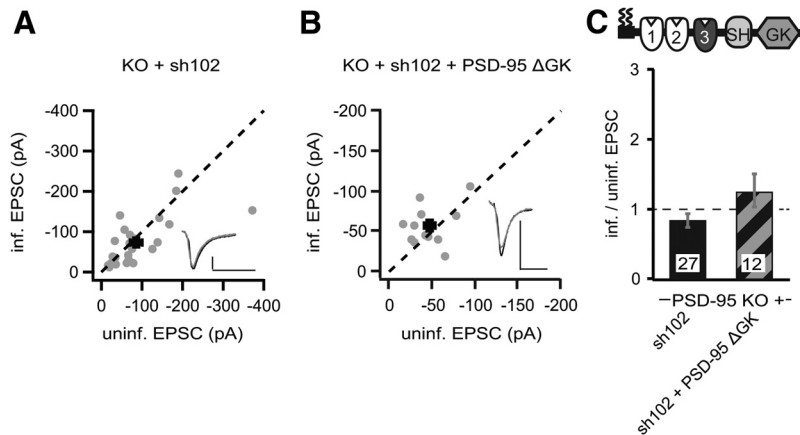 A
KO + sh102
inf. EPSC (pA)
-400
-300
-200
-100
0
0 -100 -200 -300 -400
uninf. EPSC (pA)
B
KO + sh102 + PSD-95 ΔGK
inf. EPSC (pA)
-200
-150
-100
-50
0
0 -50 -100 -150 -200
uninf. EPSC (pA)
C
1 2 3 SH GK
inf. / uninf. EPSC
3
2
1
0
27 12
–PSD-95 KO +-
sh102
sh102 + PSD-95 ΔGK